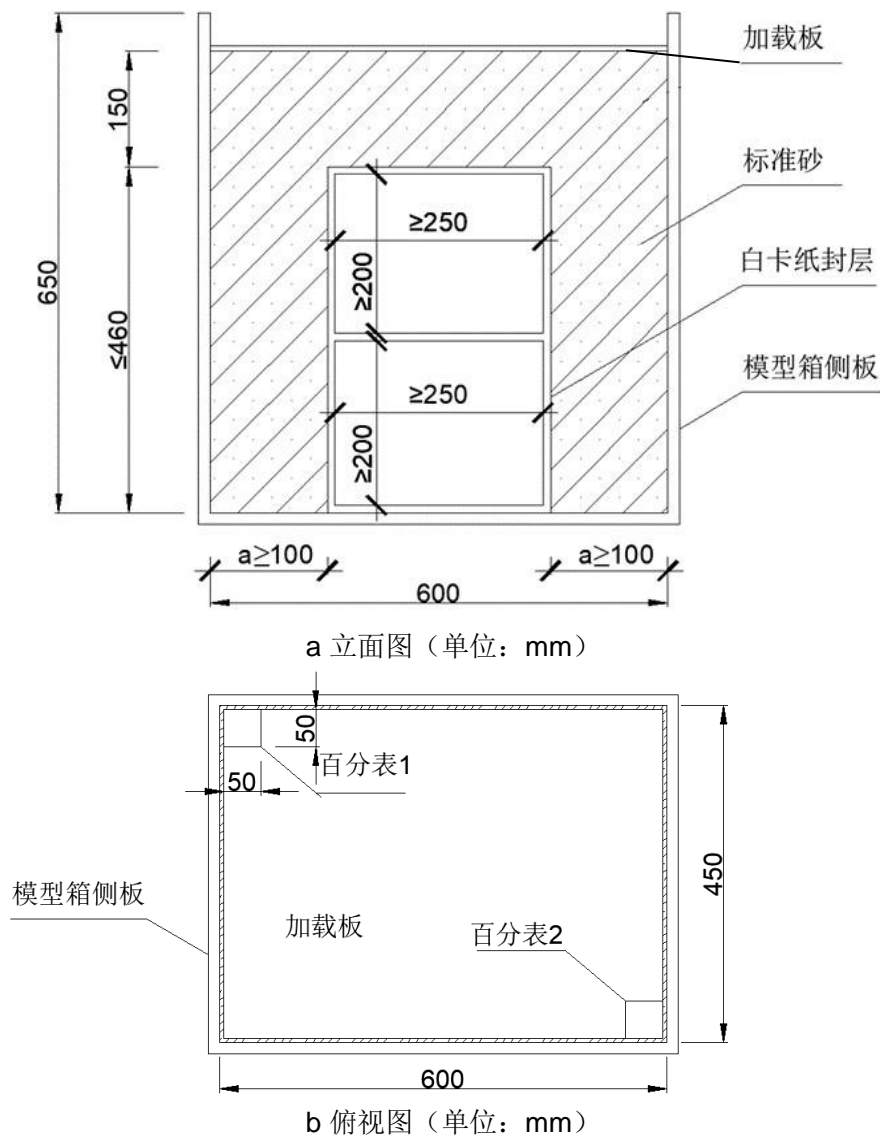 加载板
150
标准砂
≥250
650
≥200
白卡纸封层
≤460
模型箱侧板
≥250
≥200
a≥100
a≥100
600
a 立面图（单位：mm）
50
百分表1
50
450
模型箱侧板
加载板
百分表2
600
b 俯视图（单位：mm）